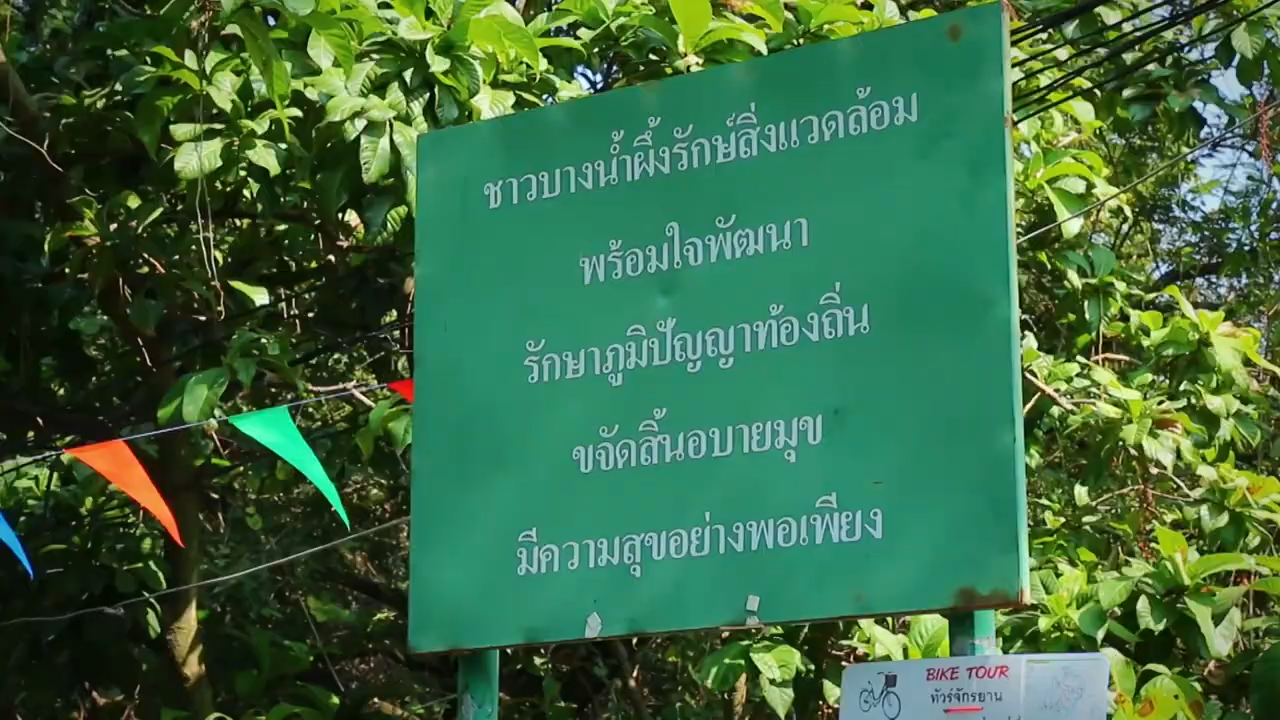 ชาวบางน้ำผึ้งรักษ์สิ่งแวดล้อม
พร้อมใจพัฒนา
รักษาภูมิปัญญาท้องถิ่น
ขจัดสิ้นอบายมุข
มีความสุขอย่างพอเพียง
BIKE TOUR
ทัวร์จักรยาน